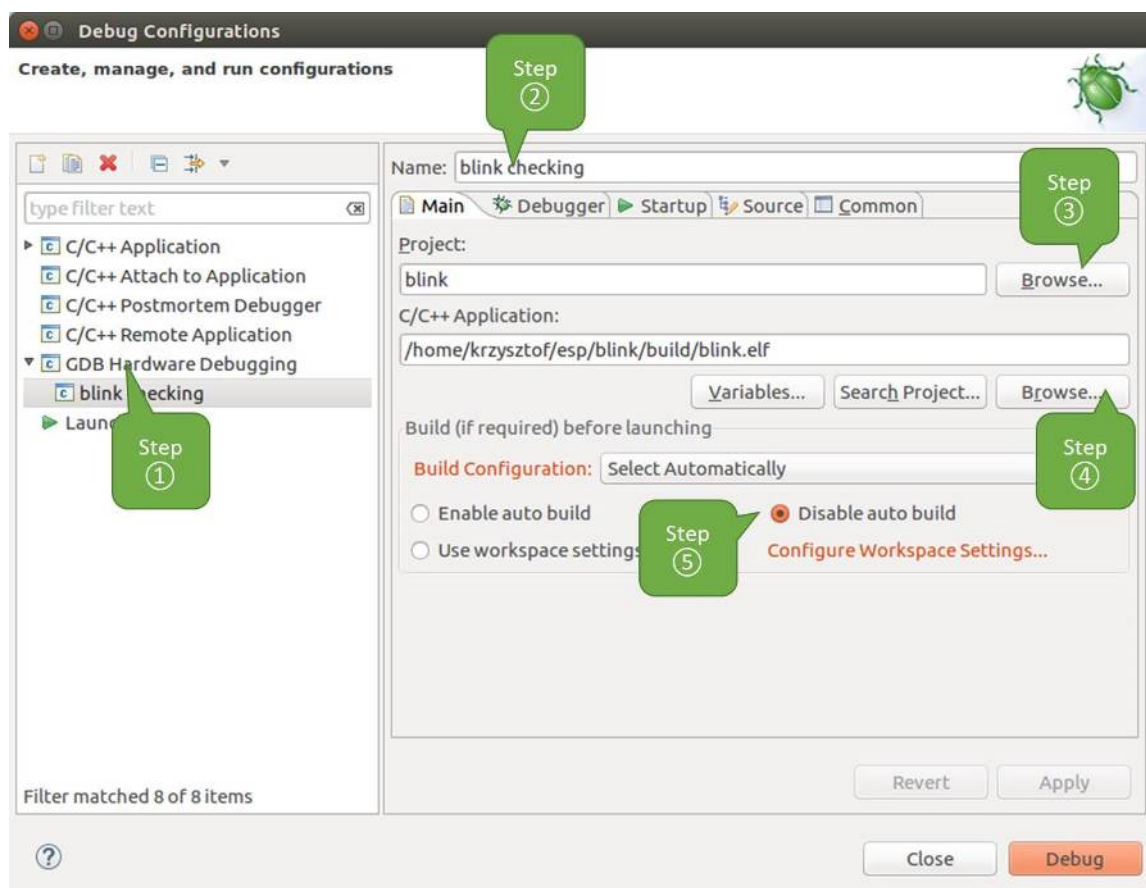 Debug Configurations
Create, manage, and run configurations
Step
②
Name: blink checking
Step
③
type filter text
Main Debugger Startup Source Common
C/C++ Application
C/C++ Attach to Application
C/C++ Postmortem Debugger
C/C++ Remote Application
GDB Hardware Debugging
blink checking
Step
①
Project:
blink Browse...
C/C++ Application:
/home/krzysztof/esp/blink/build/blink.elf
Variables... Search Project... Browse...
Step
④
Build (if required) before launching
Build Configuration: Select Automatically
Enable auto build Disable auto build
Step
⑤
Use workspace settings Configure Workspace Settings...
Filter matched 8 of 8 items
Revert Apply
Close Debug